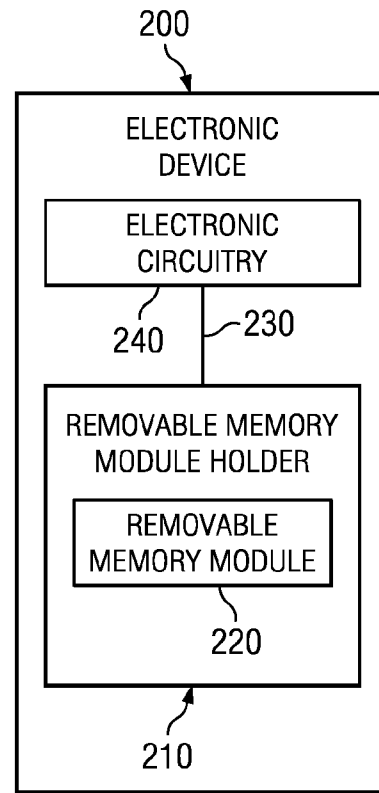 200
ELECTRONIC
DEVICE
ELECTRONIC
CIRCUITRY
240
230
REMOVABLE MEMORY
MODULE HOLDER
REMOVABLE
MEMORY MODULE
220
210